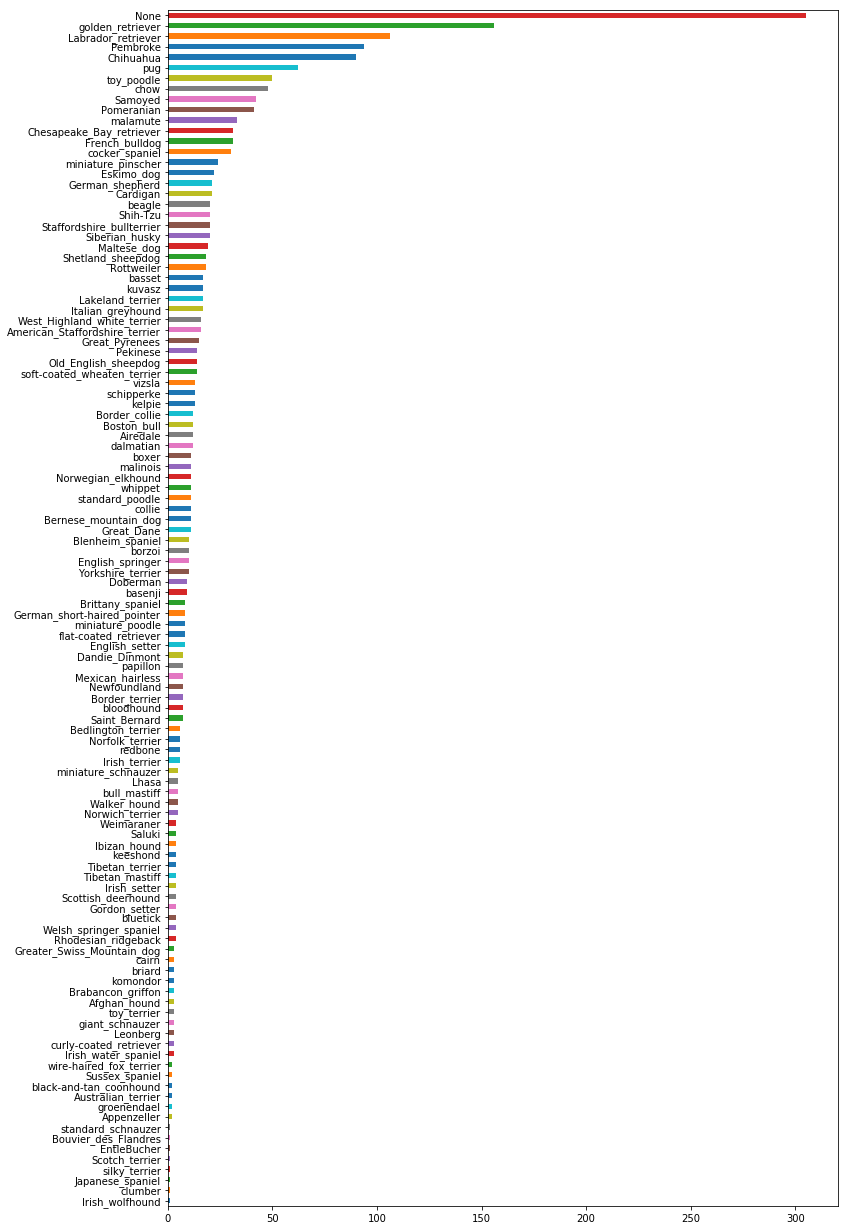 None
golden_retriever
Labrador_retriever
Pembroke
Chihuahua
pug
toy_poodle
chow
Samoyed
Pomeranian
malamute
Chesapeake_Bay_retriever
French_bulldog
cocker_spaniel
miniature_pinscher
Eskimo_dog
German_shepherd
Cardigan
beagle
Shih-Tzu
Staffordshire_bullterrier
Siberian_husky
Maltese_dog
Shetland_sheepdog
Rottweiler
basset
kuvasz
Lakeland_terrier
Italian_greyhound
West_Highland_white_terrier
American_Staffordshire_terrier
Great_Pyrenees
Pekinese
Old_English_sheepdog
soft-coated_wheaten_terrier
vizsla
schipperke
kelpie
Border_collie
Boston_bull
Airedale
dalmatian
boxer
malinois
Norwegian_elkhound
whippet
standard_poodle
collie
Bernese_mountain_dog
Great_Dane
Blenheim_spaniel
borzoi
English_springer
Yorkshire_terrier
Doberman
basenji
Brittany_spaniel
German_short-haired_pointer
miniature_poodle
flat-coated_retriever
English_setter
Dandie_Dinmont
papillon
Mexican_hairless
Newfoundland
Border_terrier
bloodhound
Saint_Bernard
Bedlington_terrier
Norfolk_terrier
redbone
Irish_terrier
miniature_schnauzer
Lhasa
bull_mastiff
Walker_hound
Norwich_terrier
Weimaraner
Saluki
Ibizan_hound
keeshond
Tibetan_terrier
Tibetan_mastiff
Irish_setter
Scottish_deerhound
Gordon_setter
bluetick
Welsh_springer_spaniel
Rhodesian_ridgeback
Greater_Swiss_Mountain_dog
cairn
briard
komondor
Brabancon_griffon
Afghan_hound
toy_terrier
giant_schnauzer
Leonberg
curly-coated_retriever
Irish_water_spaniel
wire-haired_fox_terrier
Sussex_spaniel
black-and-tan_coonhound
Australian_terrier
groenendael
Appenzeller
standard_schnauzer
Bouvier_des_Flandres
EntleBucher
Scotch_terrier
silky_terrier
Japanese_spaniel
clumber
Irish_wolfhound
0 50 100 150 200 250 300